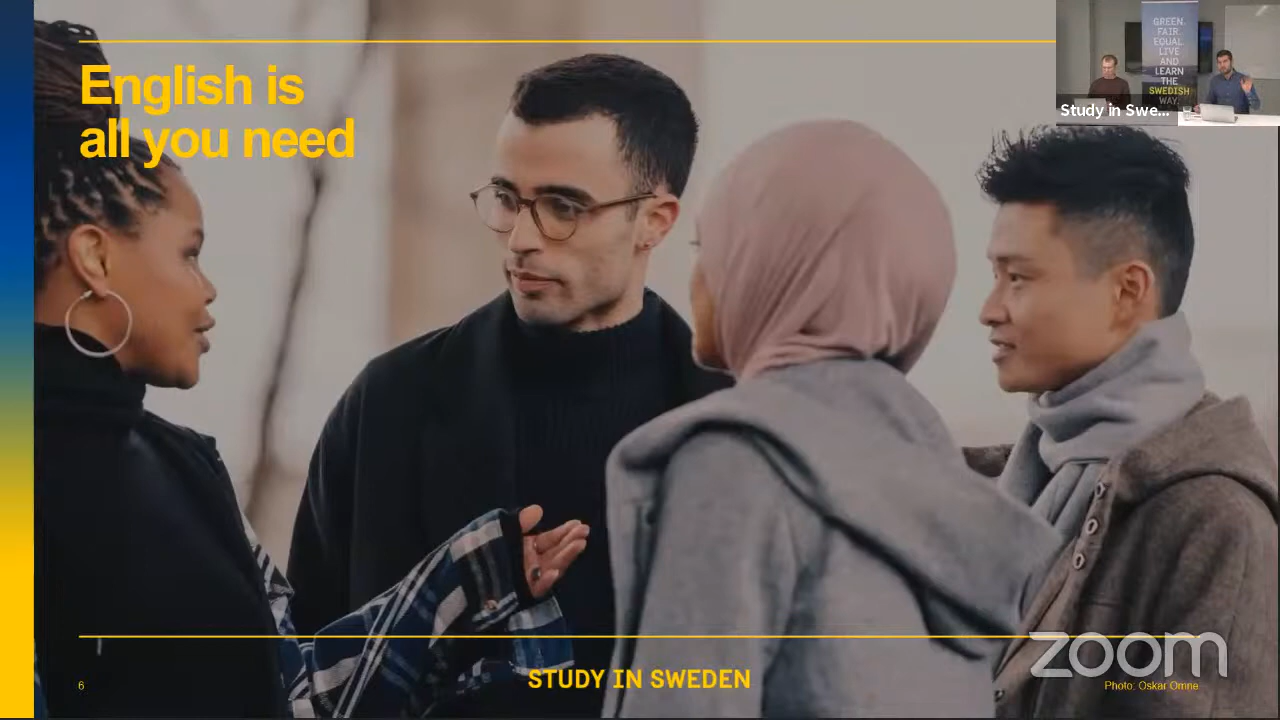 English is
all you need
GREEN.
FAIR.
EQUAL.
LIVE
AND
LEARN
THE
SWEDISH
WAY.
Study in Swe...
zoom
6
STUDY IN SWEDEN
Photo: Oskar Omne